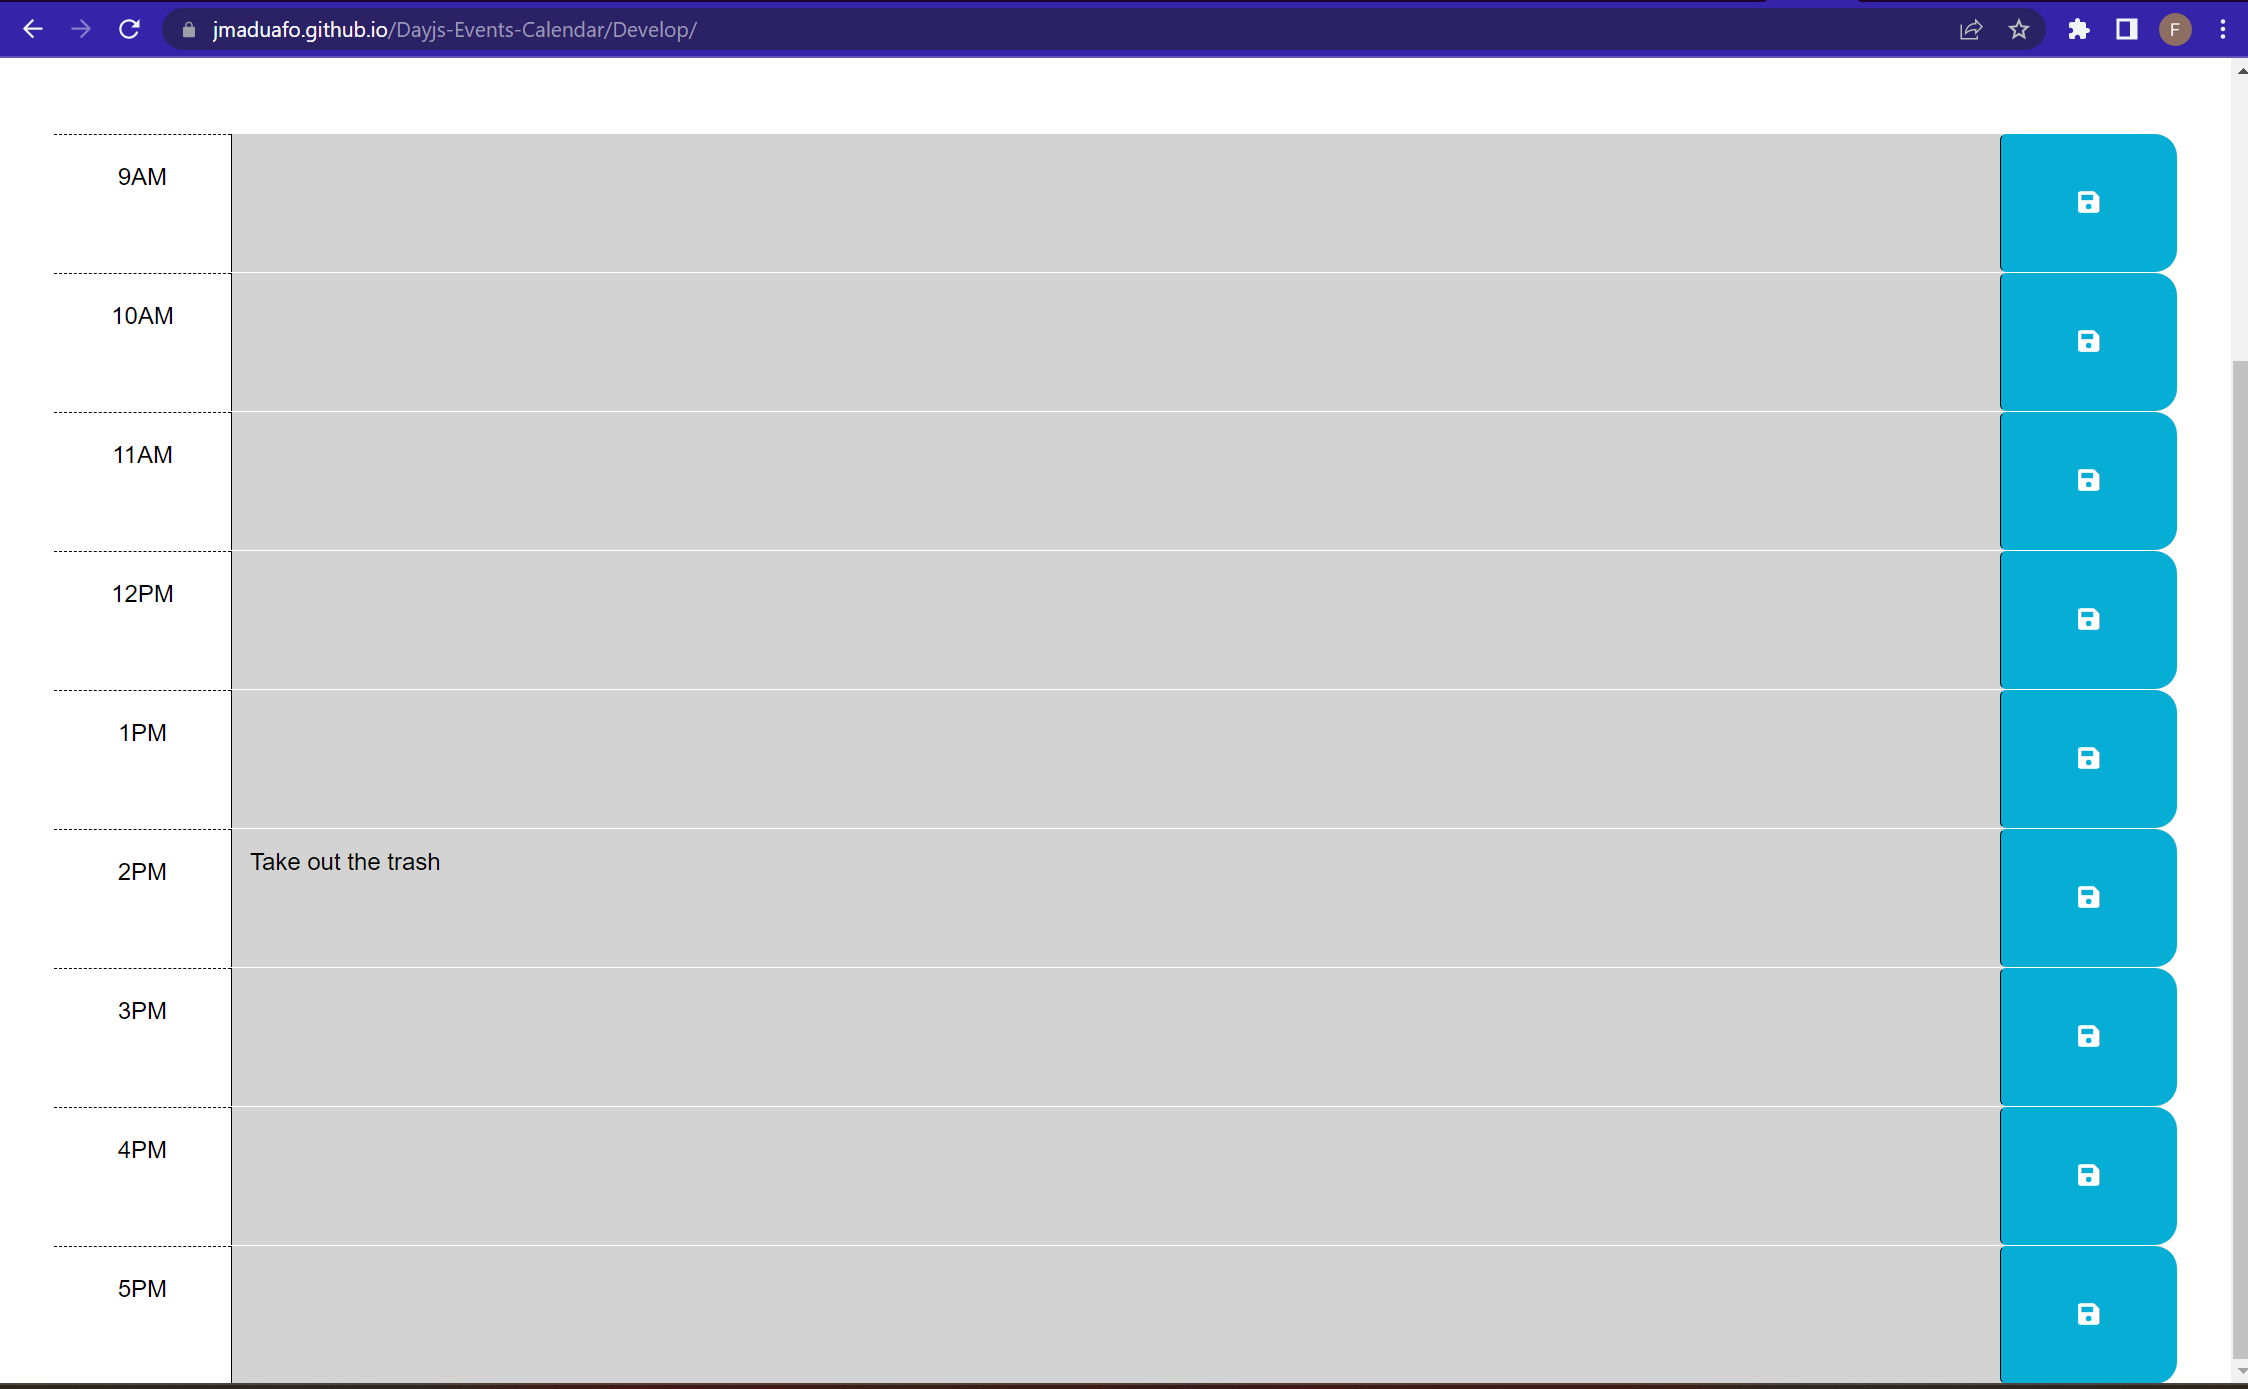 jmaduafo.github.io/Dayjs-Events-Calendar/Develop/
F
9AM
10AM
11AM
12PM
1PM
2PM
Take out the trash
3PM
4PM
5PM